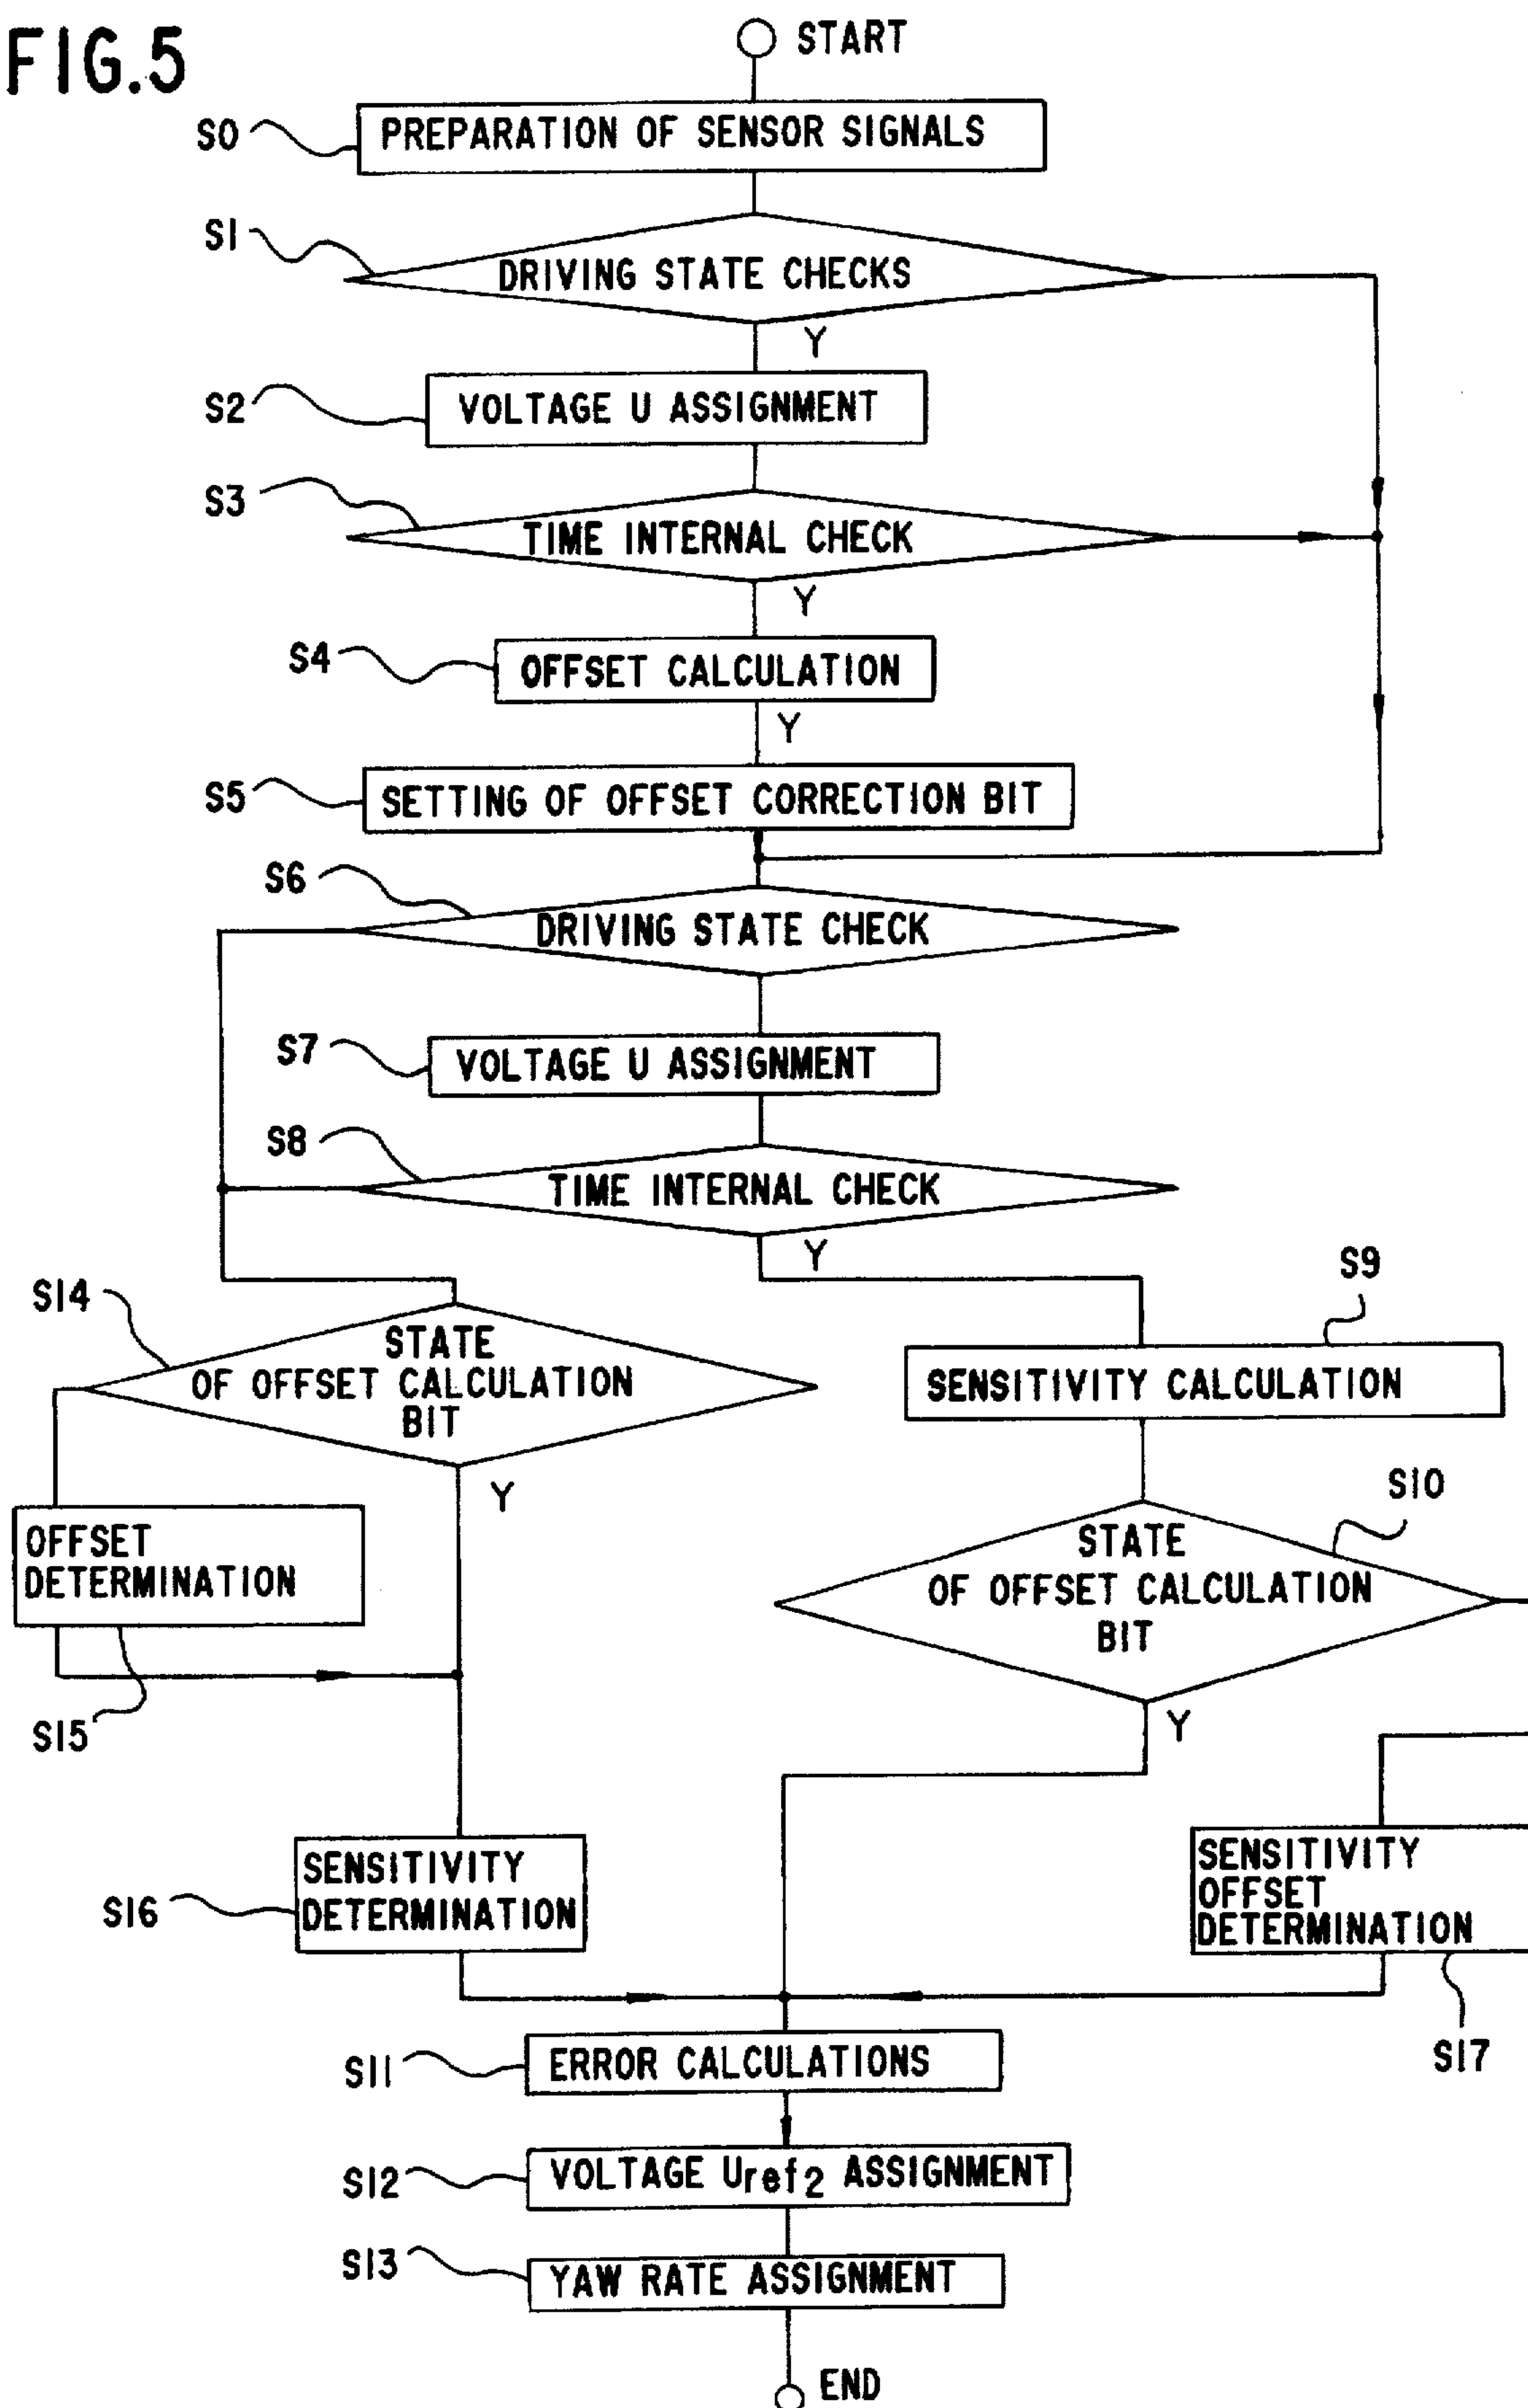 FIG.5
START
S0
PREPARATION OF SENSOR SIGNALS
S1
DRIVING STATE CHECKS
Y
S2
VOLTAGE U ASSIGNMENT
S3
TIME INTERNAL CHECK
Y
S4
OFFSET CALCULATION
Y
S5
SETTING OF OFFSET CORRECTION BIT
S6
DRIVING STATE CHECK
S7
VOLTAGE U ASSIGNMENT
S8
TIME INTERNAL CHECK
Y
S14
STATE
OF OFFSET CALCULATION
BIT
Y
S9
SENSITIVITY CALCULATION
S10
STATE
OF OFFSET CALCULATION
BIT
Y
OFFSET
DETERMINATION
S15
S16
SENSITIVITY
DETERMINATION
SENSITIVITY
OFFSET
DETERMINATION
S17
S11
ERROR CALCULATIONS
S12
VOLTAGE Uref2 ASSIGNMENT
S13
YAW RATE ASSIGNMENT
END